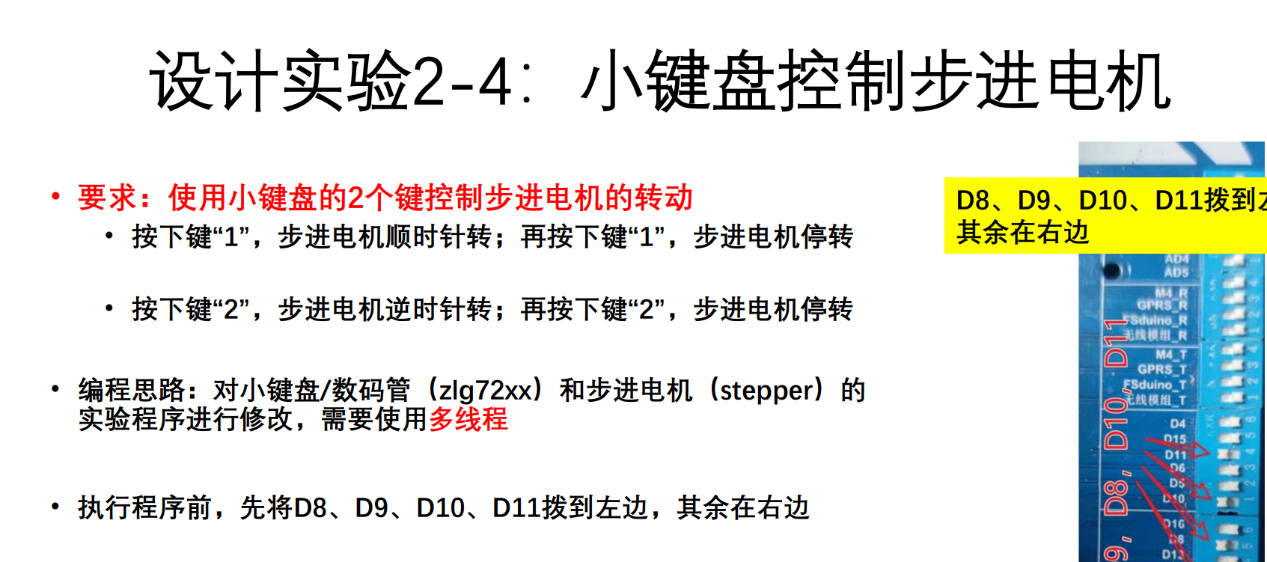 设计实验2-4：小键盘控制步进电机
• 要求：使用小键盘的2个键控制步进电机的转动
• 按下键“1”，步进电机顺时针转；再按下键“1”，步进电机停转
• 按下键“2”，步进电机逆时针转；再按下键“2”，步进电机停转
• 编程思路：对小键盘/数码管（zlg72xx）和步进电机（stepper）的
实验程序进行修改，需要使用多线程
• 执行程序前，先将D8、D9、D10、D11拨到左边，其余在右边
D8、D9、D10、D11拨到
其余在右边
AD4
AD5
M4_R
GPRS_R
FSduino_R
无线模组_R
M4_T
GPRS_T
FSduino_T
无线模组_T
D4
D15
D11
D6
D5
D10
D16
D8
D13
9, D8, D10, D11